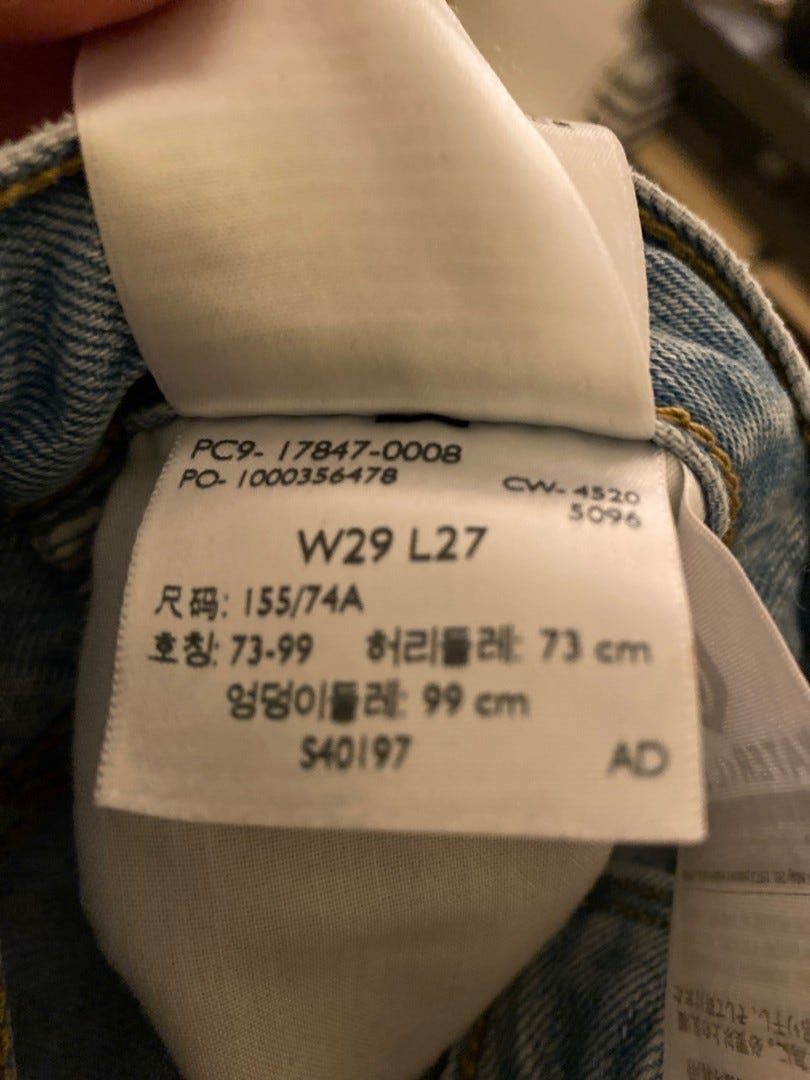 PC9- 17847-0008
PO- 1000356478
CW- 4520
5096
W29 L27
尺码: 155/74A
호칭: 73-99 허리둘레: 73 cm
엉덩이둘레: 99 cm
S40197 AD